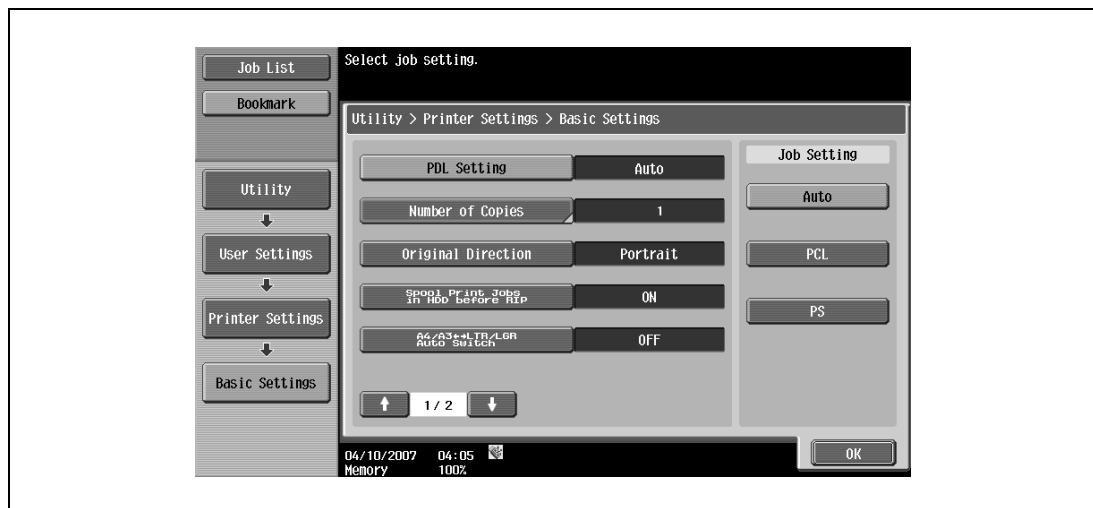 Job List
Bookmark
Utility
User Settings
Printer Settings
Basic Settings
Select job setting.
Utility > Printer Settings > Basic Settings
PDL Setting Auto
Number of Copies 1
Original Direction Portrait
Spool Print Jobs
in HDD before RIP ON
A4/A3↔LTR/LGR
Auto Switch OFF
1/ 2
Job Setting
Auto
PCL
PS
04/10/2007 04:05
Memory 100%
OK